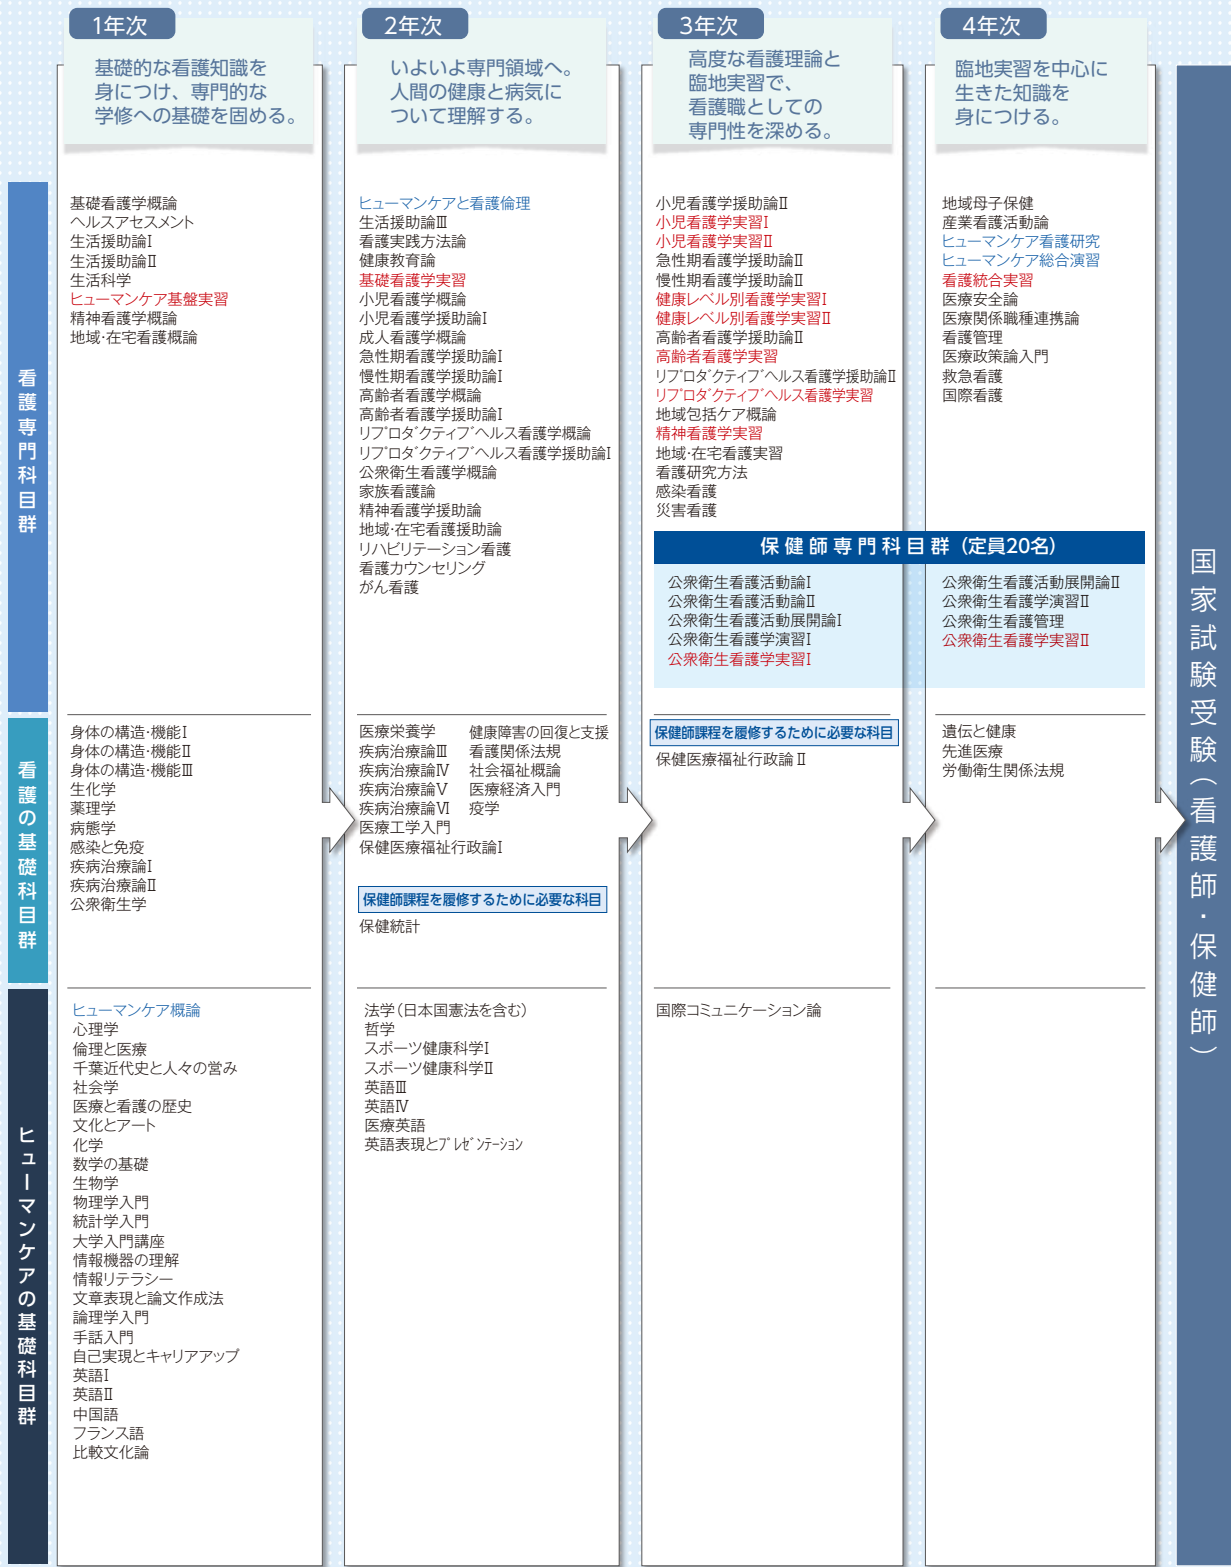 1年次
基礎的な看護知識を
身につけ、専門的な
学修への基礎を固める。
2年次
いよいよ専門領域へ。
人間の健康と病気に
ついて理解する。
3年次
高度な看護理論と
臨地実習で、
看護職としての
専門性を深める。
4年次
臨地実習を中心に
生きた知識を
身につける。
看護専門科目群
基礎看護学概論
ヘルスアセスメント
生活援助論Ⅰ
生活援助論Ⅱ
生活科学
ヒューマンケア基盤実習
精神看護学概論
地域・在宅看護概論
ヒューマンケアと看護倫理
生活援助論Ⅲ
看護実践方法論
健康教育論
基礎看護学実習
小児看護学概論
小児看護学援助論Ⅰ
成人看護学概論
急性期看護学援助論Ⅰ
慢性期看護学援助論Ⅰ
高齢者看護学概論
高齢者看護学援助論Ⅰ
リプロダクティブヘルス看護学概論
リプロダクティブヘルス看護学援助論Ⅰ
公衆衛生看護学概論
家族看護論
精神看護学援助論
地域・在宅看護援助論
リハビリテーション看護
看護カウンセリング
がん看護
小児看護学援助論Ⅱ
小児看護学実習Ⅰ
小児看護学実習Ⅱ
急性期看護学援助論Ⅱ
慢性期看護学援助論Ⅱ
健康レベル別看護学実習Ⅰ
健康レベル別看護学実習Ⅱ
高齢者看護学援助論Ⅱ
高齢者看護学実習
リプロダクティブヘルス看護学援助論Ⅱ
リプロダクティブヘルス看護学実習
地域包括ケア概論
精神看護学実習
地域・在宅看護実習
看護研究方法
感染看護
災害看護
地域母子保健
産業看護活動論
ヒューマンケア看護研究
ヒューマンケア総合演習
看護統合実習
医療安全論
医療関係職種連携論
看護管理
医療政策論入門
救急看護
国際看護
保健師専門科目群（定員20名）
公衆衛生看護活動論Ⅰ
公衆衛生看護活動論Ⅱ
公衆衛生看護活動展開論Ⅰ
公衆衛生看護学演習Ⅰ
公衆衛生看護学実習Ⅰ
公衆衛生看護活動展開論Ⅱ
公衆衛生看護学演習Ⅱ
公衆衛生看護管理
公衆衛生看護学実習Ⅱ
看護の基礎科目群
身体の構造・機能Ⅰ
身体の構造・機能Ⅱ
身体の構造・機能Ⅲ
生化学
薬理学
病態学
感染と免疫
疾病治療論Ⅰ
疾病治療論Ⅱ
公衆衛生学
医療栄養学
疾病治療論Ⅲ
疾病治療論Ⅳ
疾病治療論Ⅴ
疾病治療論Ⅵ
医療工学入門
保健医療福祉行政論Ⅰ
健康障害の回復と支援
看護関係法規
社会福祉概論
医療経済入門
疫学
保健師課程を履修するために必要な科目
保健統計
保健師課程を履修するために必要な科目
保健医療福祉行政論Ⅱ
遺伝と健康
先進医療
労働衛生関係法規
ヒューマンケアの基礎科目群
ヒューマンケア概論
心理学
倫理と医療
千葉近代史と人々の営み
社会学
医療と看護の歴史
文化とアート
化学
数学の基礎
生物学
物理学入門
統計学入門
大学入門講座
情報機器の理解
情報リテラシー
文章表現と論文作成法
論理学入門
手話入門
自己実現とキャリアアップ
英語Ⅰ
英語Ⅱ
中国語
フランス語
比較文化論
法学（日本国憲法を含む）
哲学
スポーツ健康科学Ⅰ
スポーツ健康科学Ⅱ
英語Ⅲ
英語Ⅳ
医療英語
英語表現とプレゼンテーション
国際コミュニケーション論
国家試験受験（看護師・保健師）